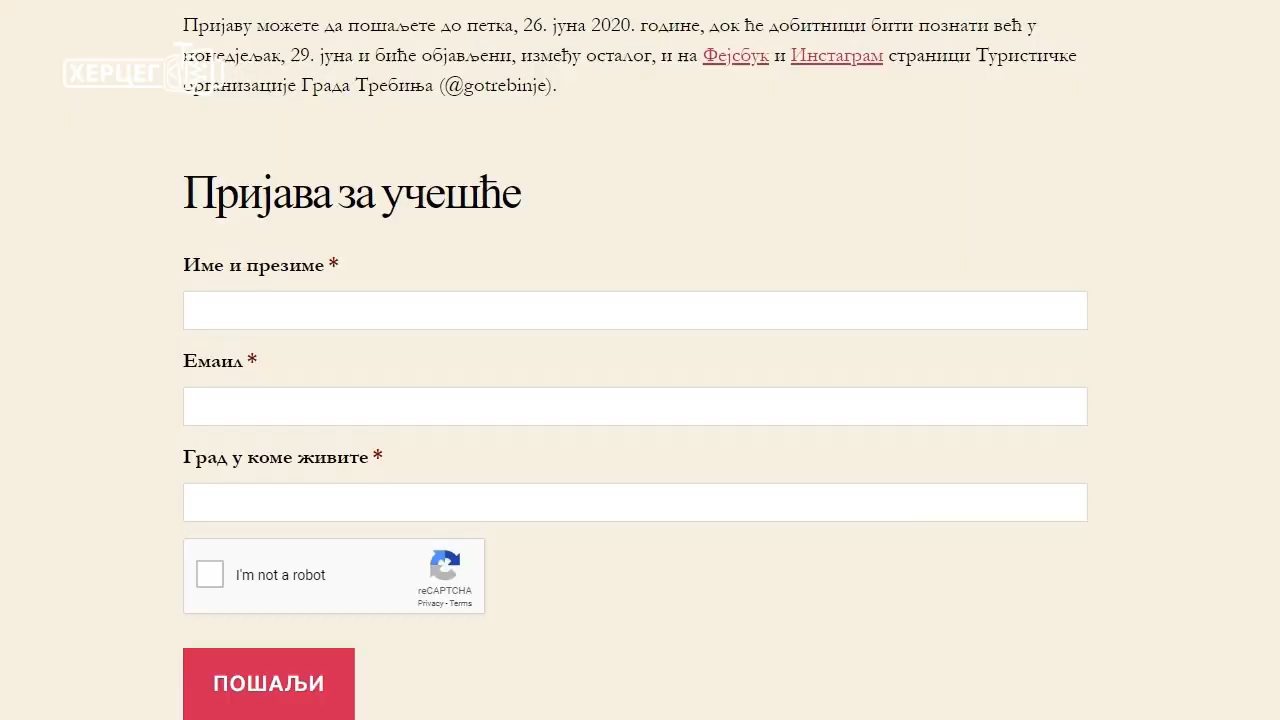 Пријаву можете да пошаљете до петка, 26. јуна 2020. године, док ће добитници бити познати већ у
понедјељак, 29. јуна и биће објављени, између осталог, и на Фејсбук и Инстаграм страници Туристичке
организације Града Требиња (@gotrebinje).
ХЕРЦЕГ
Пријава за учешће
Име и презиме *
Емаил *
Град у коме живите *
I'm not a robot
reCAPTCHA
Privacy - Terms
ПОШАЉИ